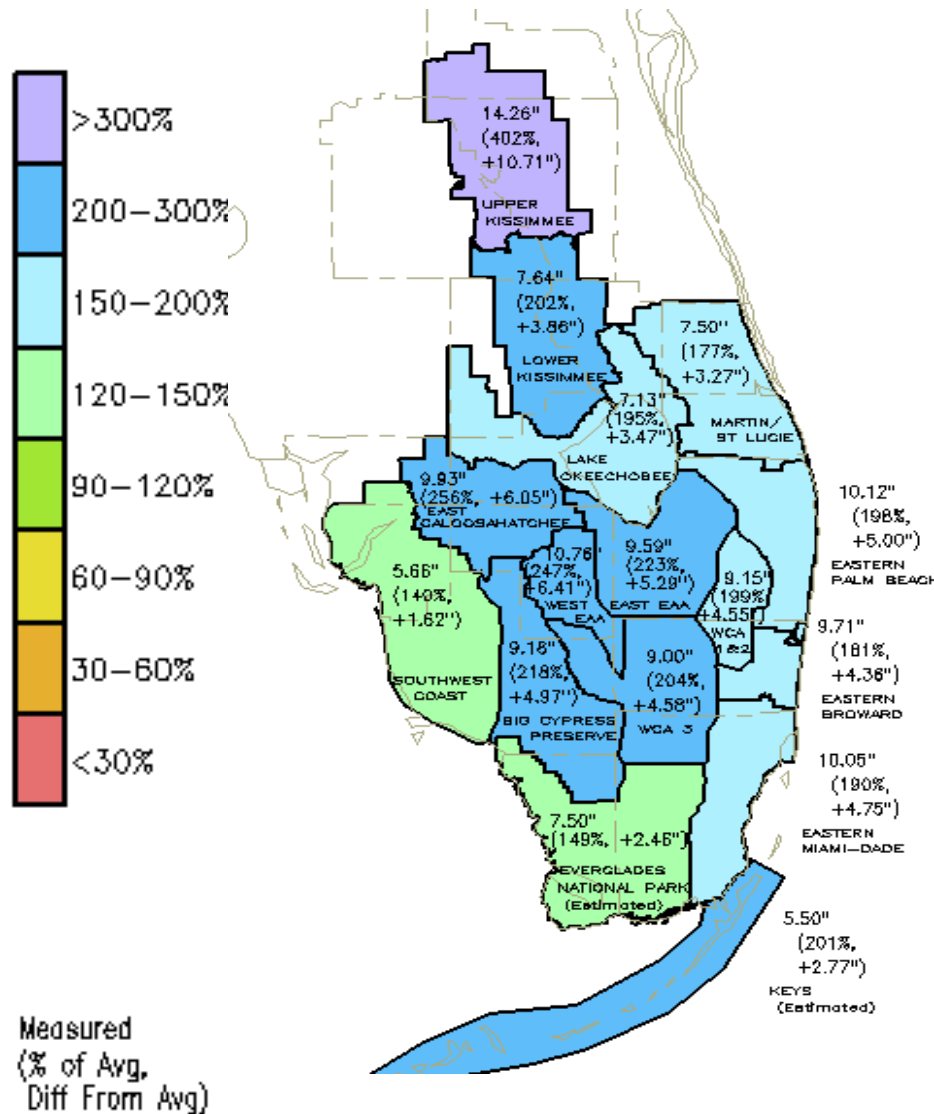 >300%
200-300%
150-200%
120-150%
90-120%
60-90%
30-60%
<30%
14.26"
(402%,
+10.71")
UPPER
KISSIMMEE
7.64"
(202%,
+3.86")
LOWER
KISSIMMEE
7.50"
(177%,
+3.27")
MARTIN/
ST LUCIE
7.13"
(195%,
+3.47")
LAKE
OKEECHOBEE
9.93"
(256%, +6.05")
EAST
CALOOSAHATCHEE
10.12"
(198%,
+5.00")
EASTERN
PALM BEACH
0.76"
(247%,
+6.41")
WEST
EAA
9.59"
(223%,
+5.29")
EAST EAA
9.15"
(199%,
+4.55")
WCA
1&2
5.66"
(140%,
+1.62")
SOUTHWEST
COAST
9.71"
(181%,
+4.36")
EASTERN
BROWARD
9.18"
(218%,
+4.97")
BIG CYPRESS
PRESERVE
9.00"
(204%,
+4.58")
WCA 3
10.05"
(190%,
+4.75")
EASTERN
MIAMI-DADE
7.50"
(149%, +2.46")
EVERGLADES
NATIONAL PARK
(Estimated)
5.50"
(201%,
+2.77")
KEYS
(Estimated)
Measured
(% of Avg,
Diff From Avg)